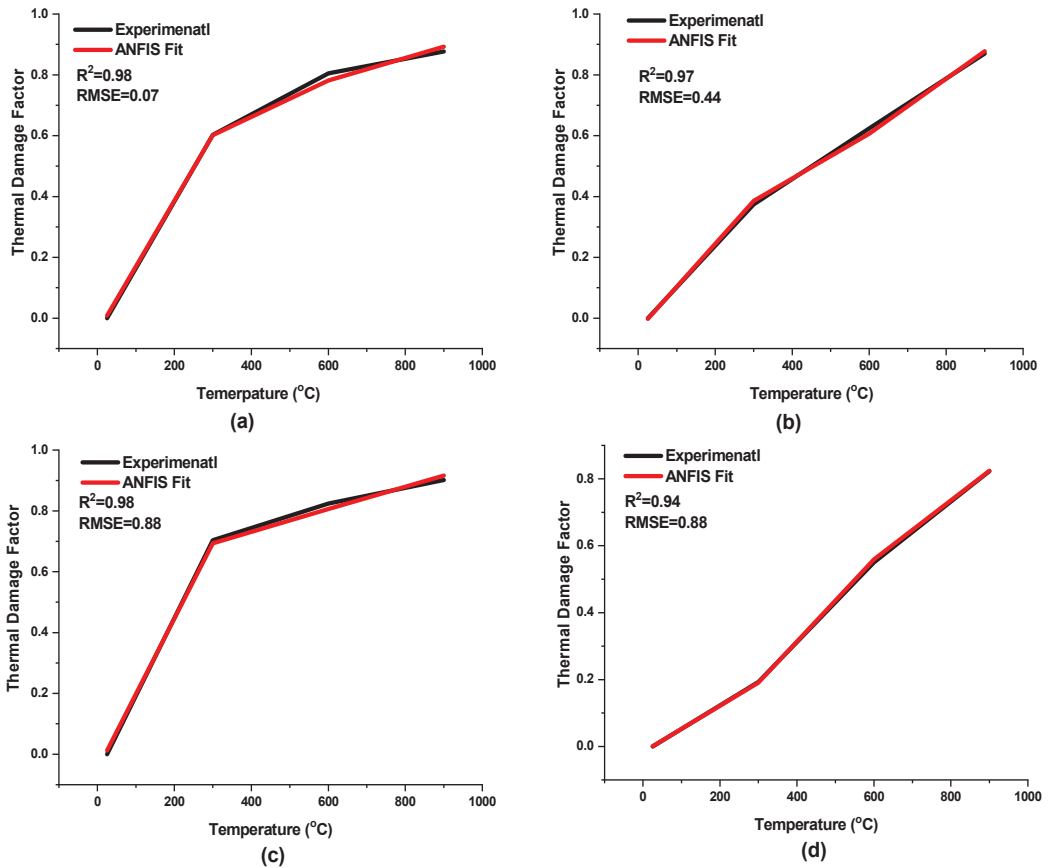 Experimenatl
ANFIS Fit
R²=0.98
RMSE=0.07
Thermal Damage Factor
1.0
0.8
0.6
0.4
0.2
0.0
0 200 400 600 800 1000
Temerpature (°C)
(a)
Experimenatl
ANFIS Fit
R²=0.97
RMSE=0.44
Thermal Damage Factor
1.0
0.8
0.6
0.4
0.2
0.0
0 200 400 600 800 1000
Temperature (°C)
(b)
Experimenatl
ANFIS Fit
R²=0.98
RMSE=0.88
Thermal Damage Factor
1.0
0.8
0.6
0.4
0.2
0.0
0 200 400 600 800 1000
Temperature (°C)
(c)
Experimenatl
ANFIS Fit
R²=0.94
RMSE=0.88
Thermal Damage Factor
0.8
0.6
0.4
0.2
0.0
0 200 400 600 800 1000
Temperature (°C)
(d)